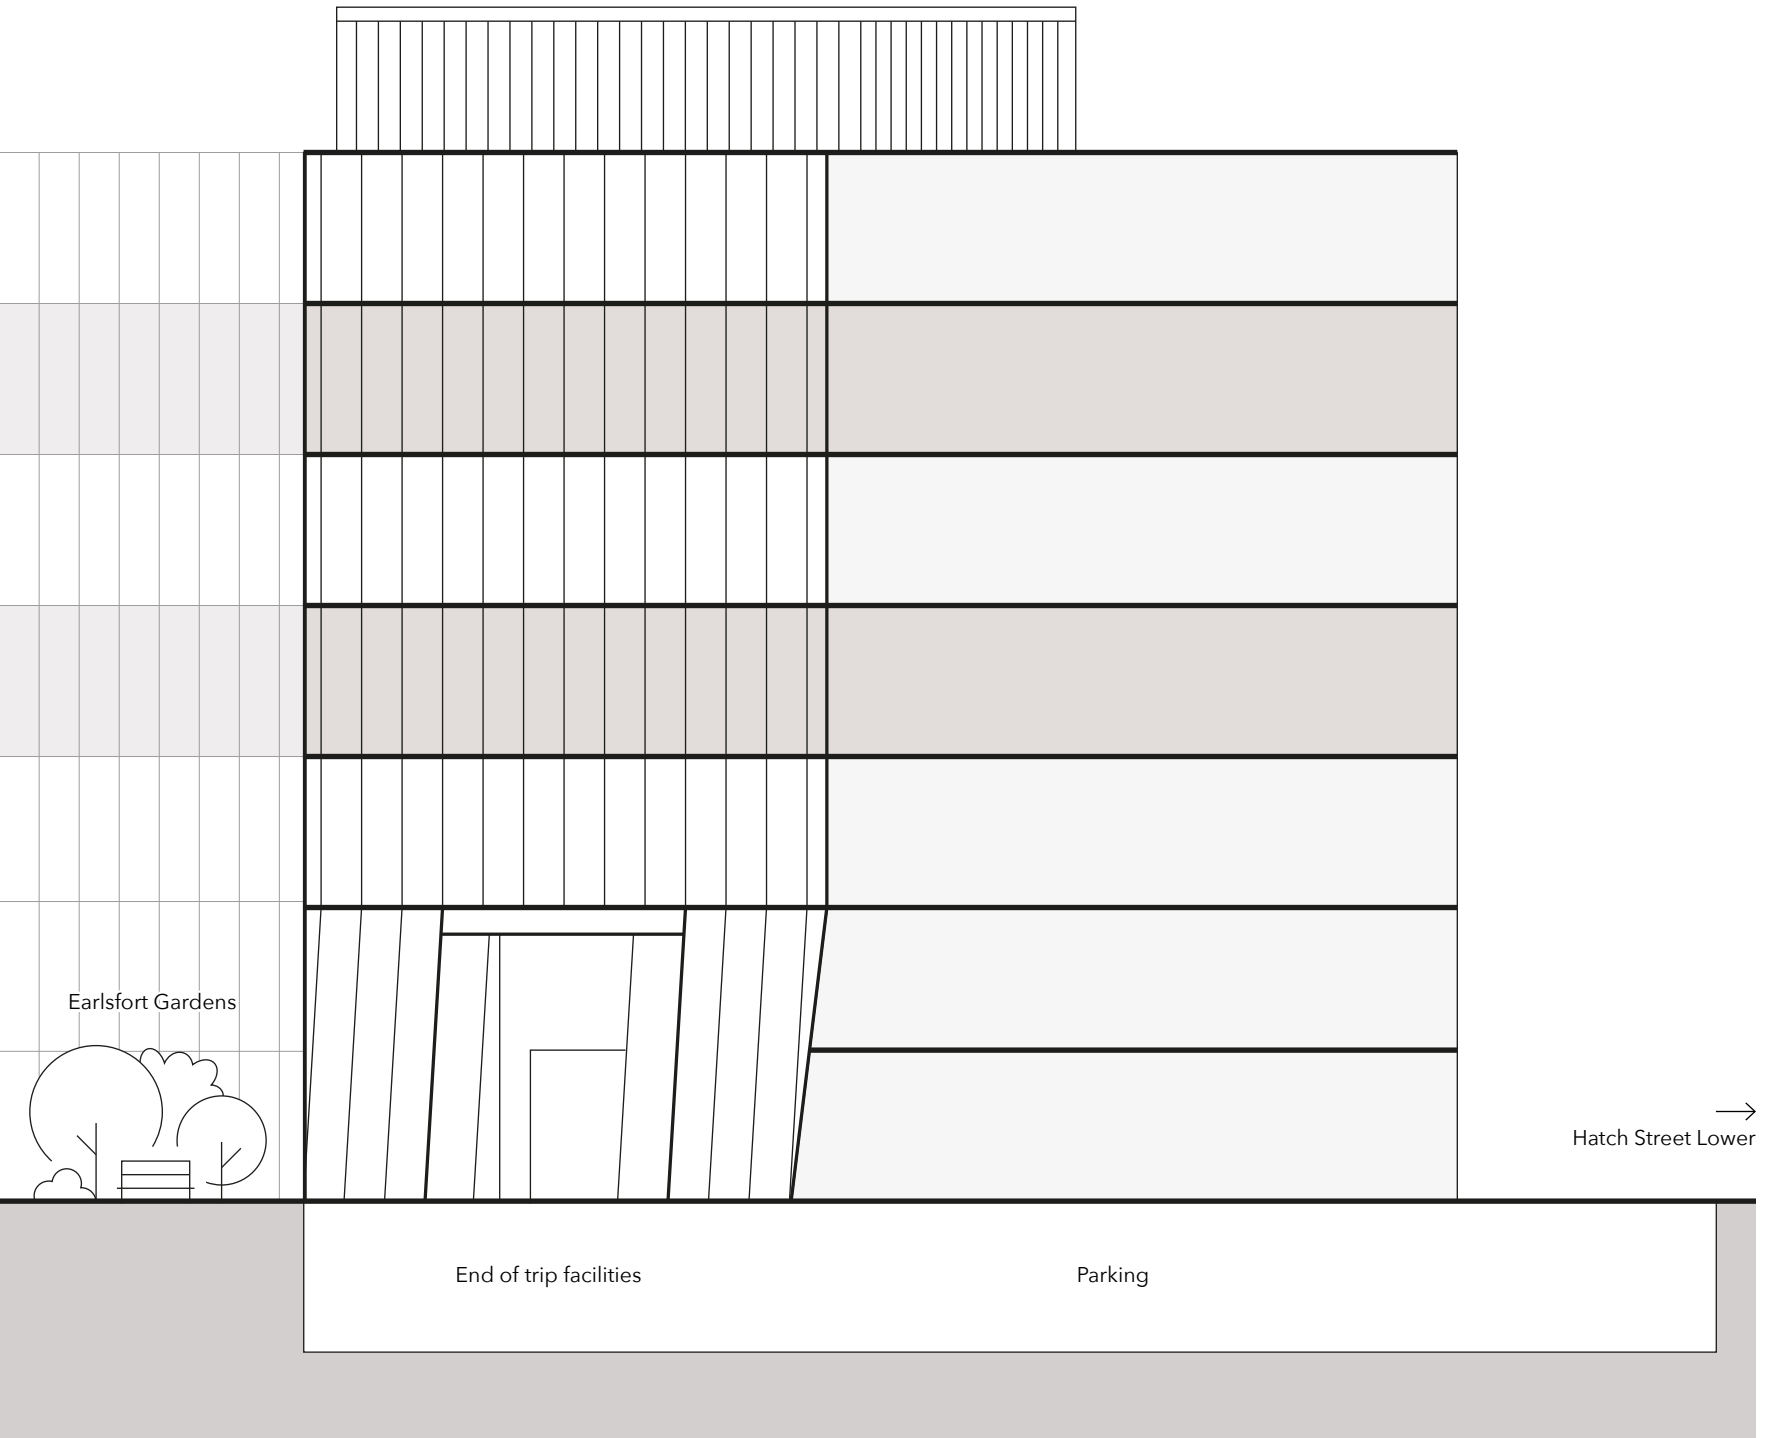 Earlsfort Gardens
Hatch Street Lower
End of trip facilities
Parking